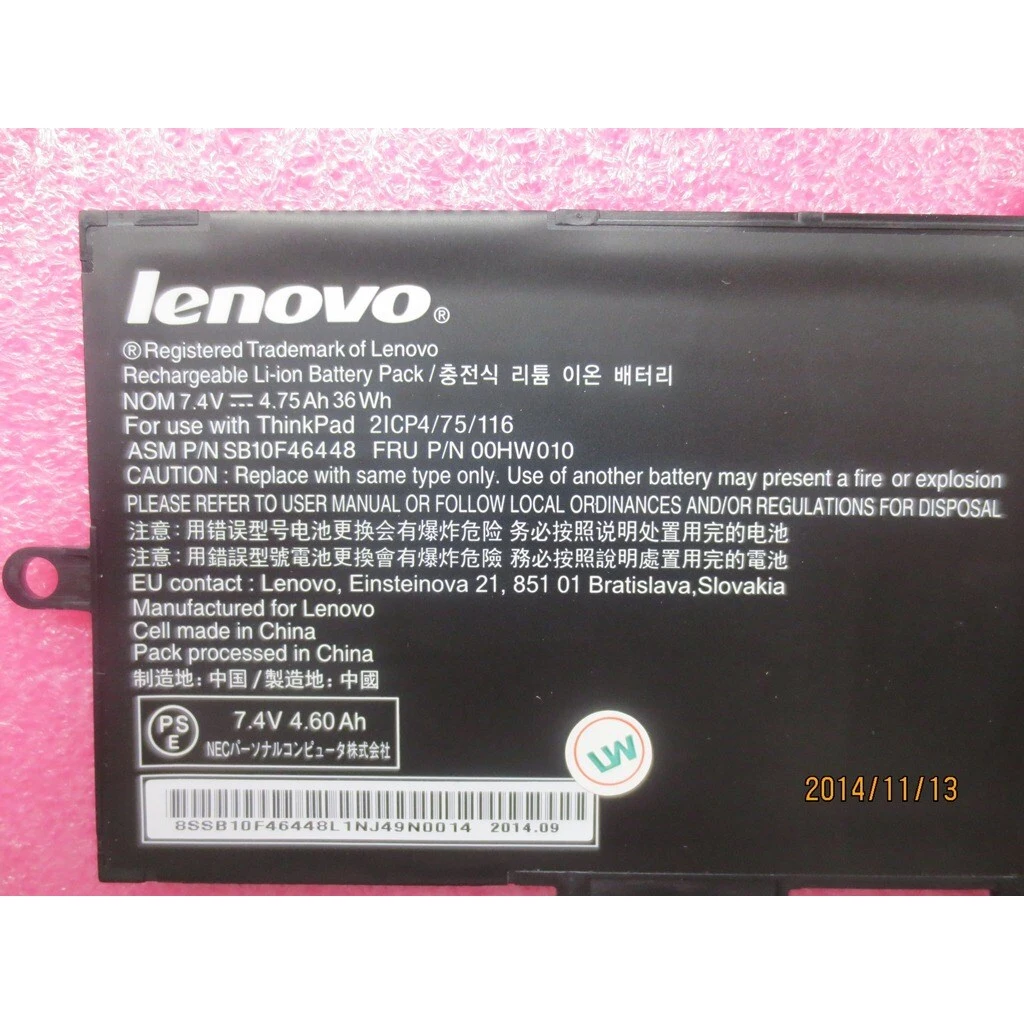 lenovo®
®Registered Trademark of Lenovo
Rechargeable Li-ion Battery Pack / 충전식 리튬 이온 배터리
NOM 7.4V ⎓ 4.75Ah 36Wh
For use with ThinkPad 2ICP4/75/116
ASM P/N SB10F46448 FRU P/N 00HW010
CAUTION : Replace with same type only. Use of another battery may present a fire or explosion
PLEASE REFER TO USER MANUAL OR FOLLOW LOCAL ORDINANCES AND/OR REGULATIONS FOR DISPOSAL
注意：用错误型号电池更换会有爆炸危险 务必按照说明处置用完的电池
注意：用錯誤型號電池更換會有爆炸危險 務必按照說明處置用完的電池
EU contact : Lenovo, Einsteinova 21, 851 01 Bratislava,Slovakia
Manufactured for Lenovo
Cell made in China
Pack processed in China
制造地：中国 / 製造地：中國
PS
E
7.4V 4.60Ah
NECパーソナルコンピュータ株式会社
LW
8SSB10F46448L1NJ49N0014 2014.09
2014/11/13